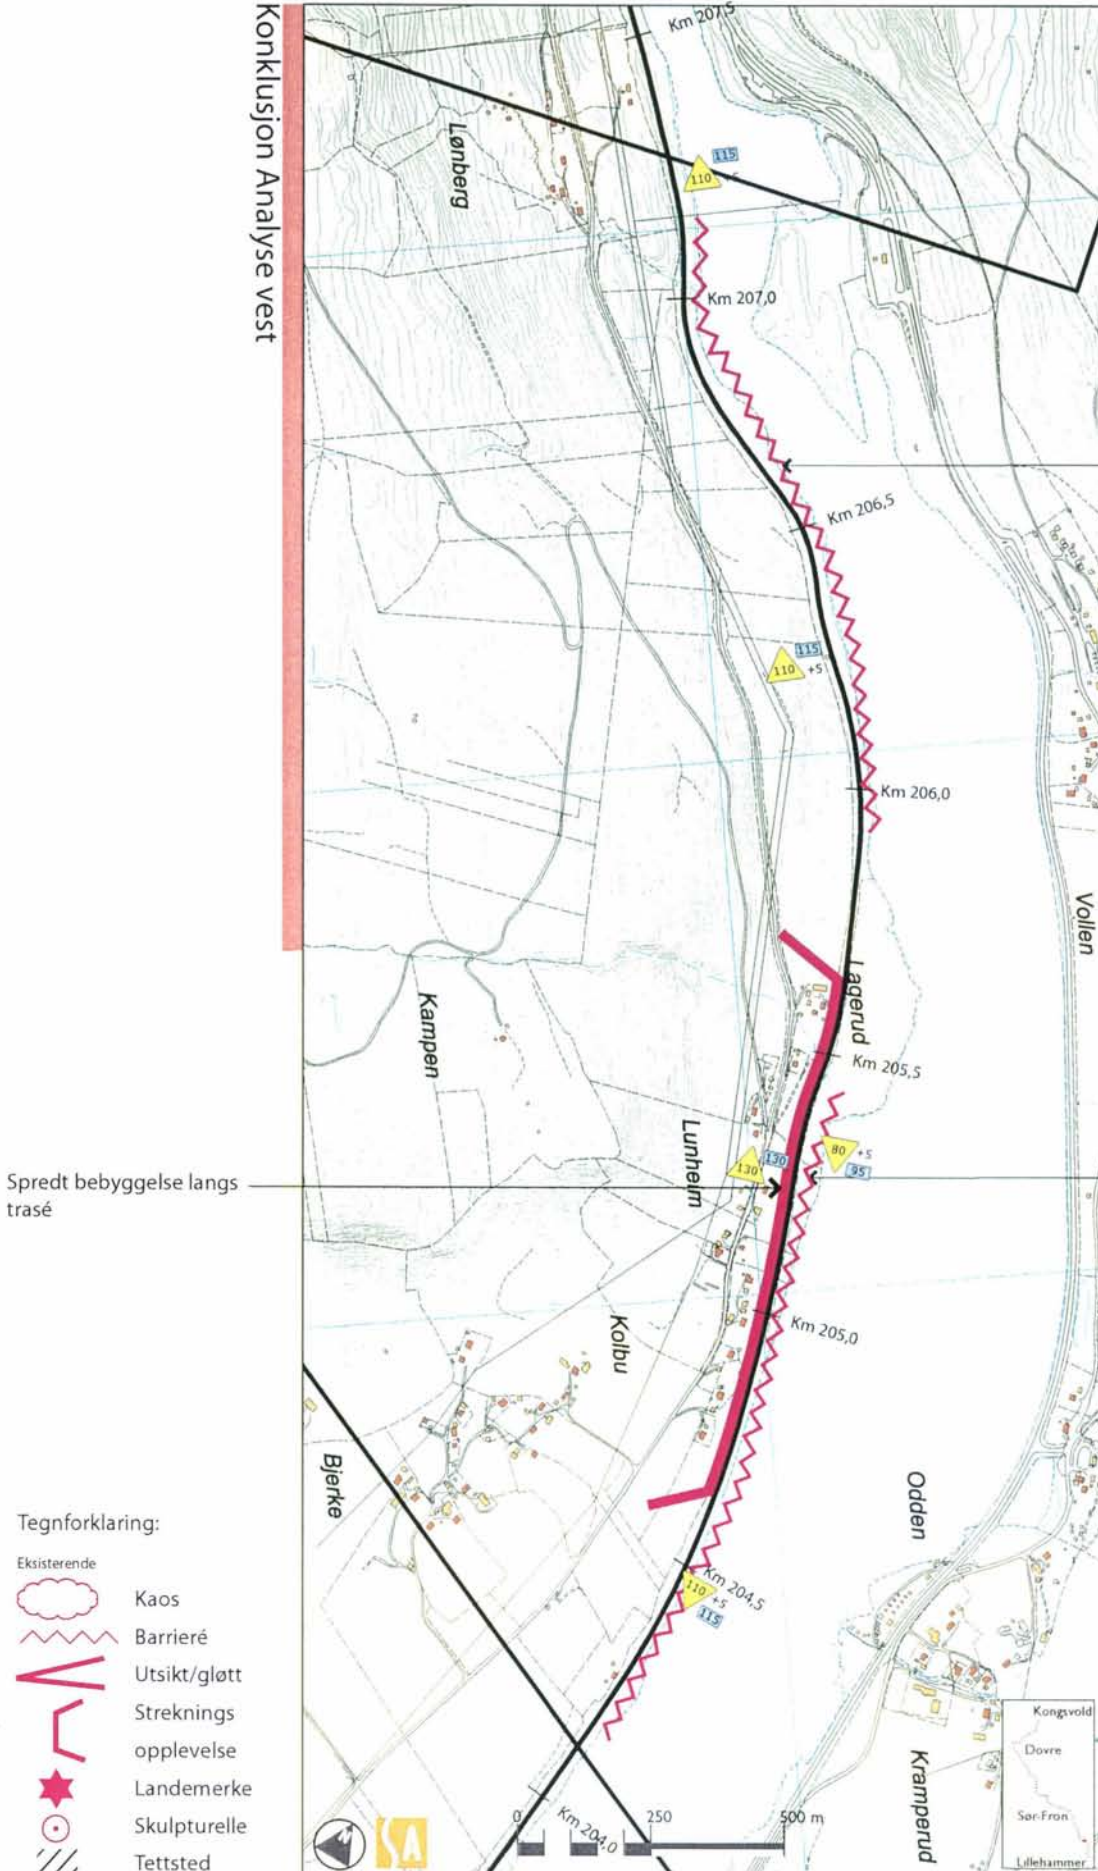 Konklusjon Analyse vest
Km 207,5
Lønberg
115
110
Km 207,0
Km 206,5
115
110 +5
Km 206,0
Vollen
Lagerud
Kampen
Km 205,5
Lunheim
80 +5
130
130
95
Spredt bebyggelse langs
trasé
Kolbu
Km 205,0
Bjerke
Odden
Km 204,5
110 +5
115
Tegnforklaring:
Eksisterende
Kaos
Barrieré
Utsikt/gløtt
Streknings
opplevelse
Landemerke
Skulpturelle
Tettsted
N
SA
Km 204,0
0 250 500 m
Kramperud
Kongsvold
Dovre
Sør-Fron
Lillehammer